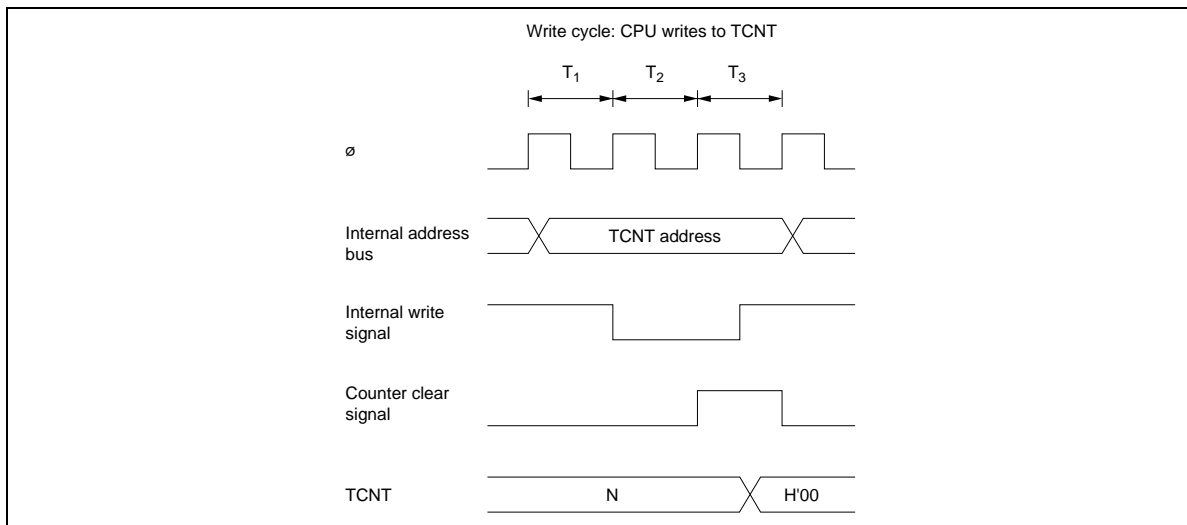 Write cycle: CPU writes to TCNT
T1 T2 T3
ø
Internal address
bus
TCNT address
Internal write
signal
Counter clear
signal
TCNT
N
H'00